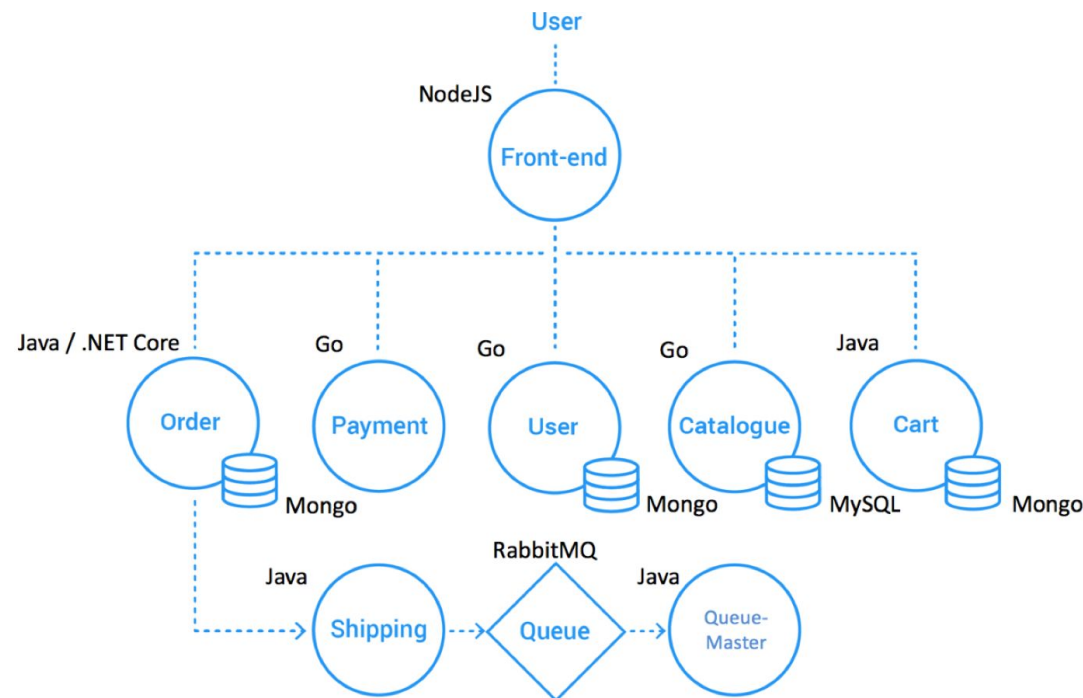 User
NodeJS
Front-end
Java / .NET Core
Go
Go
Go
Java
Order
Payment
User
Catalogue
Cart
Mongo
Mongo
MySQL
Mongo
RabbitMQ
Java
Java
Shipping
Queue
Queue-
Master